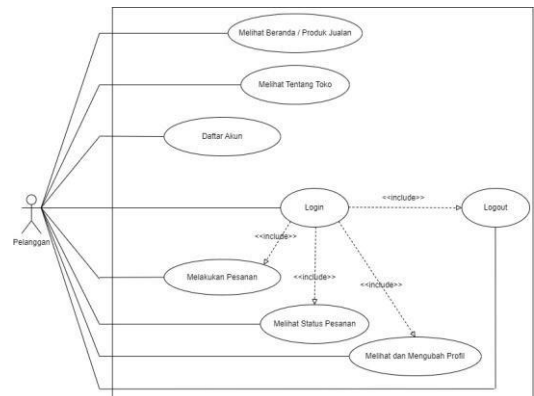 Melihat Beranda / Produk Jualan
Melihat Tentang Toko
Daftar Akun
Login
<<include>>
Logout
Pelanggan
<<include>>
Melakukan Pesanan
<<include>>
<<include>>
Melihat Status Pesanan
Melihat dan Mengubah Profil